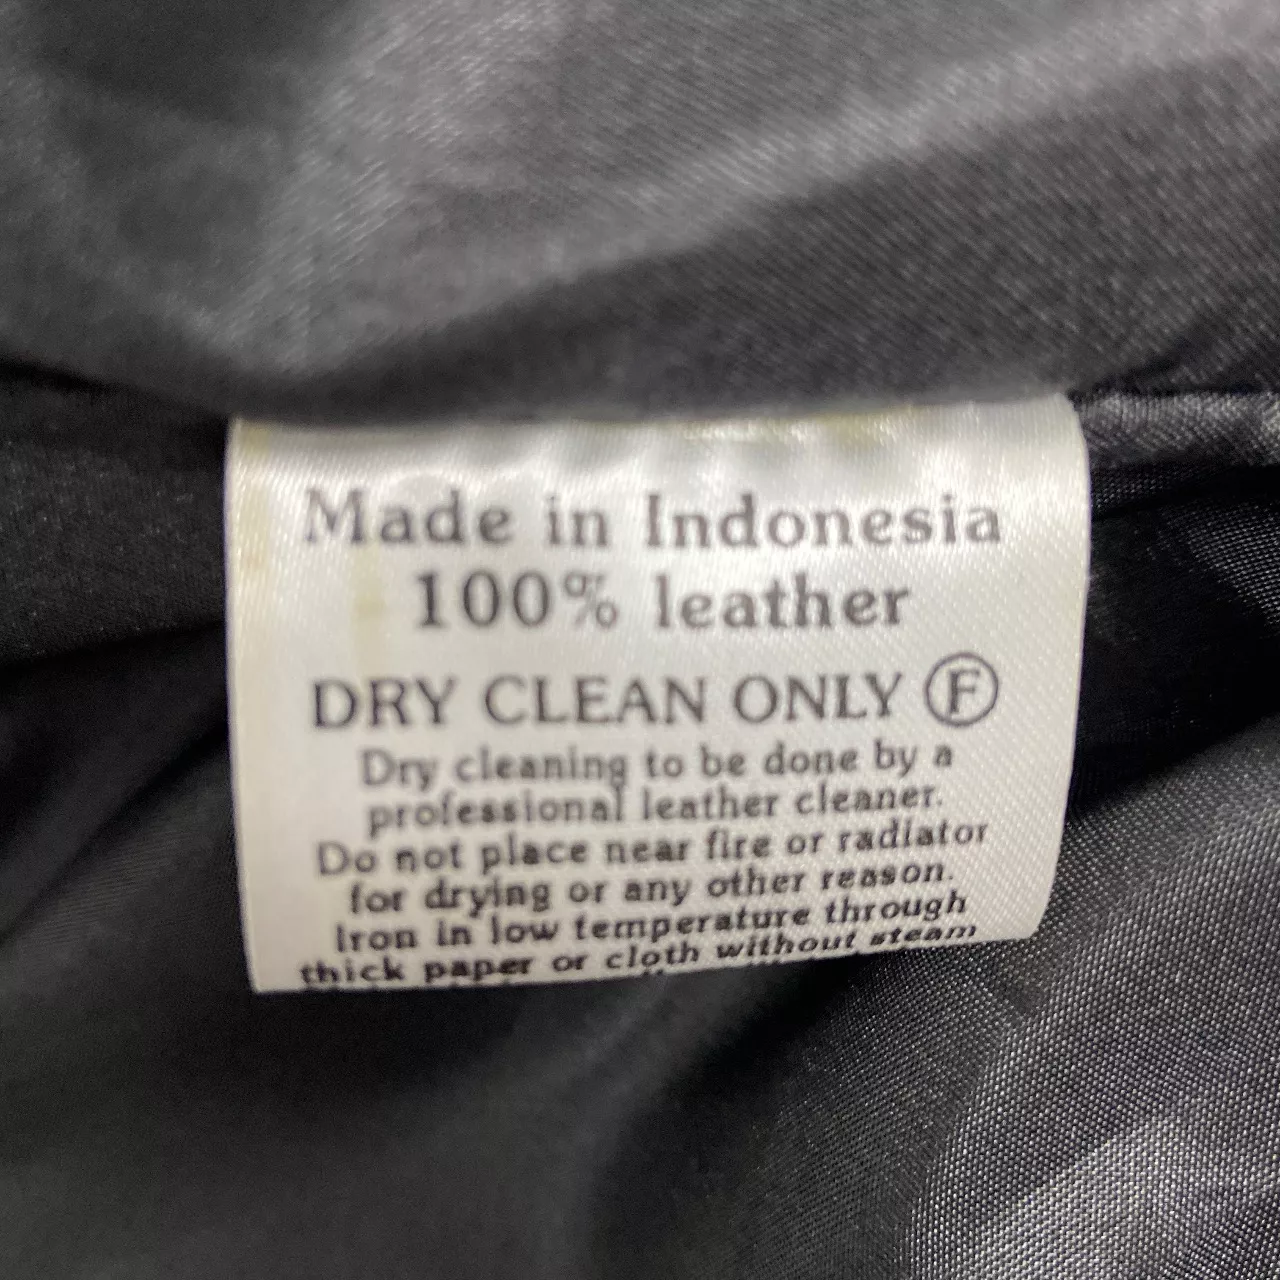 Made in Indonesia
100% leather
DRY CLEAN ONLY Ⓕ
Dry cleaning to be done by a
professional leather cleaner.
Do not place near fire or radiator
for drying or any other reason.
Iron in low temperature through
thick paper or cloth without steam